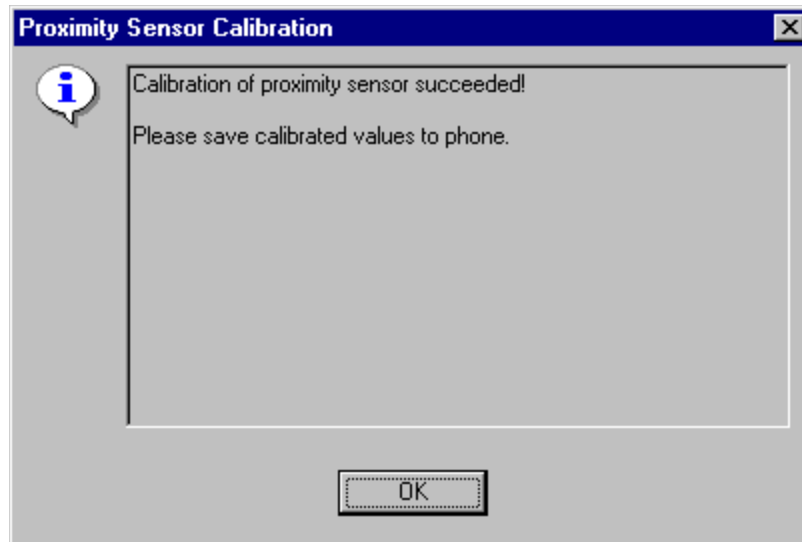 Proximity Sensor Calibration
Calibration of proximity sensor succeeded!
Please save calibrated values to phone.
OK